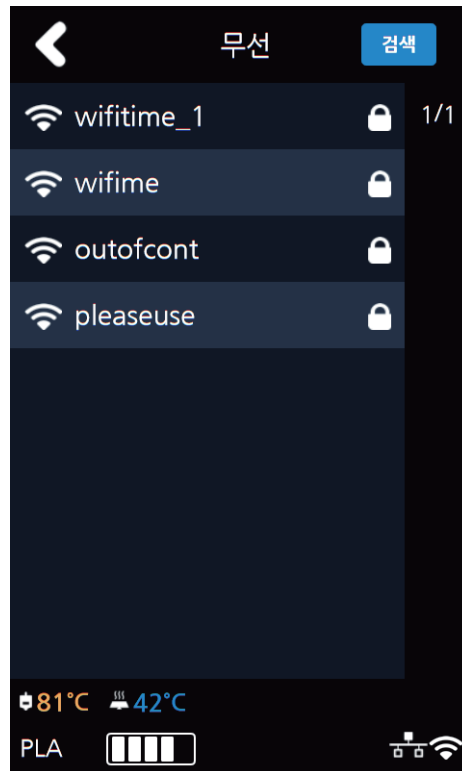 무선
검색
wifitime_1
1/1
wifime
outofcont
pleaseuse
81°C 42°C
PLA